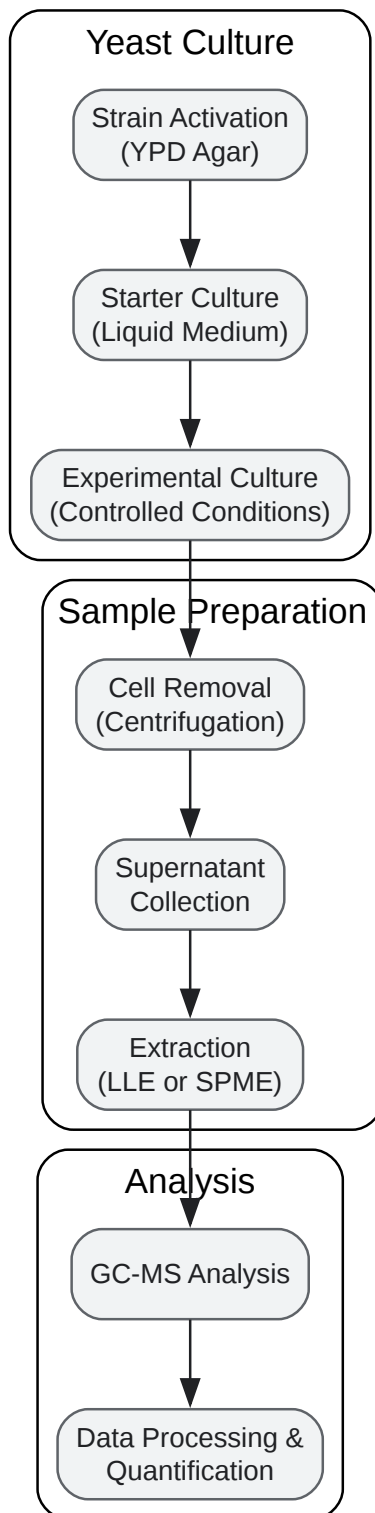 Yeast Culture
Strain Activation
(YPD Agar)
Starter Culture
(Liquid Medium)
Experimental Culture
(Controlled Conditions)
Sample Preparation
Cell Removal
(Centrifugation)
Supernatant
Collection
Extraction
(LLE or SPME)
Analysis
GC-MS Analysis
Data Processing &
Quantification